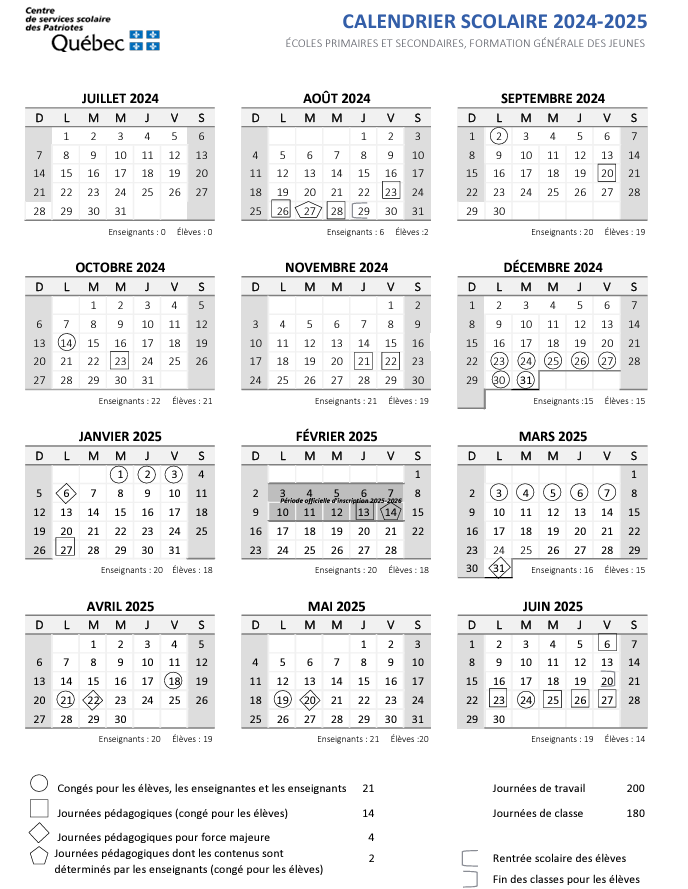 Centre
de services scolaire
des Patriotes
Québec
CALENDRIER SCOLAIRE 2024-2025
ÉCOLES PRIMAIRES ET SECONDAIRES, FORMATION GÉNÉRALE DES JEUNES
JUILLET 2024
D L M M J V S
1 2 3 4 5 6
7 8 9 10 11 12 13
14 15 16 17 18 19 20
21 22 23 24 25 26 27
28 29 30 31
Enseignants : 0 Élèves : 0
AOÛT 2024
D L M M J V S
1 2 3
4 5 6 7 8 9 10
11 12 13 14 15 16 17
18 19 20 21 22 23 24
25 26 27 28 29 30 31
Enseignants : 6 Élèves :2
SEPTEMBRE 2024
D L M M J V S
1 2 3 4 5 6 7
8 9 10 11 12 13 14
15 16 17 18 19 20 21
22 23 24 25 26 27 28
29 30
Enseignants : 20 Élèves : 19
OCTOBRE 2024
D L M M J V S
1 2 3 4 5
6 7 8 9 10 11 12
13 14 15 16 17 18 19
20 21 22 23 24 25 26
27 28 29 30 31
Enseignants : 22 Élèves : 21
NOVEMBRE 2024
D L M M J V S
1 2
3 4 5 6 7 8 9
10 11 12 13 14 15 16
17 18 19 20 21 22 23
24 25 26 27 28 29 30
Enseignants : 21 Élèves : 19
DÉCEMBRE 2024
D L M M J V S
1 2 3 4 5 6 7
8 9 10 11 12 13 14
15 16 17 18 19 20 21
22 23 24 25 26 27 28
29 30 31
Enseignants :15 Élèves : 15
JANVIER 2025
D L M M J V S
1 2 3 4
5 6 7 8 9 10 11
12 13 14 15 16 17 18
19 20 21 22 23 24 25
26 27 28 29 30 31
Enseignants : 20 Élèves : 18
FÉVRIER 2025
D L M M J V S
1
2 3 4 5 6 7 8
Période officielle d'inscription 2025-2026
9 10 11 12 13 14 15
16 17 18 19 20 21 22
23 24 25 26 27 28
Enseignants : 20 Élèves : 18
MARS 2025
D L M M J V S
1
2 3 4 5 6 7 8
9 10 11 12 13 14 15
16 17 18 19 20 21 22
23 24 25 26 27 28 29
30 31
Enseignants : 16 Élèves : 15
AVRIL 2025
D L M M J V S
1 2 3 4 5
6 7 8 9 10 11 12
13 14 15 16 17 18 19
20 21 22 23 24 25 26
27 28 29 30
Enseignants : 20 Élèves : 19
MAI 2025
D L M M J V S
1 2 3
4 5 6 7 8 9 10
11 12 13 14 15 16 17
18 19 20 21 22 23 24
25 26 27 28 29 30 31
Enseignants : 21 Élèves :20
JUIN 2025
D L M M J V S
1 2 3 4 5 6 7
8 9 10 11 12 13 14
15 16 17 18 19 20 21
22 23 24 25 26 27 28
29 30
Enseignants : 19 Élèves : 14
Congés pour les élèves, les enseignantes et les enseignants 21
Journées pédagogiques (congé pour les élèves) 14
Journées pédagogiques pour force majeure 4
Journées pédagogiques dont les contenus sont
déterminés par les enseignants (congé pour les élèves) 2
Journées de travail 200
Journées de classe 180
Rentrée scolaire des élèves
Fin des classes pour les élèves